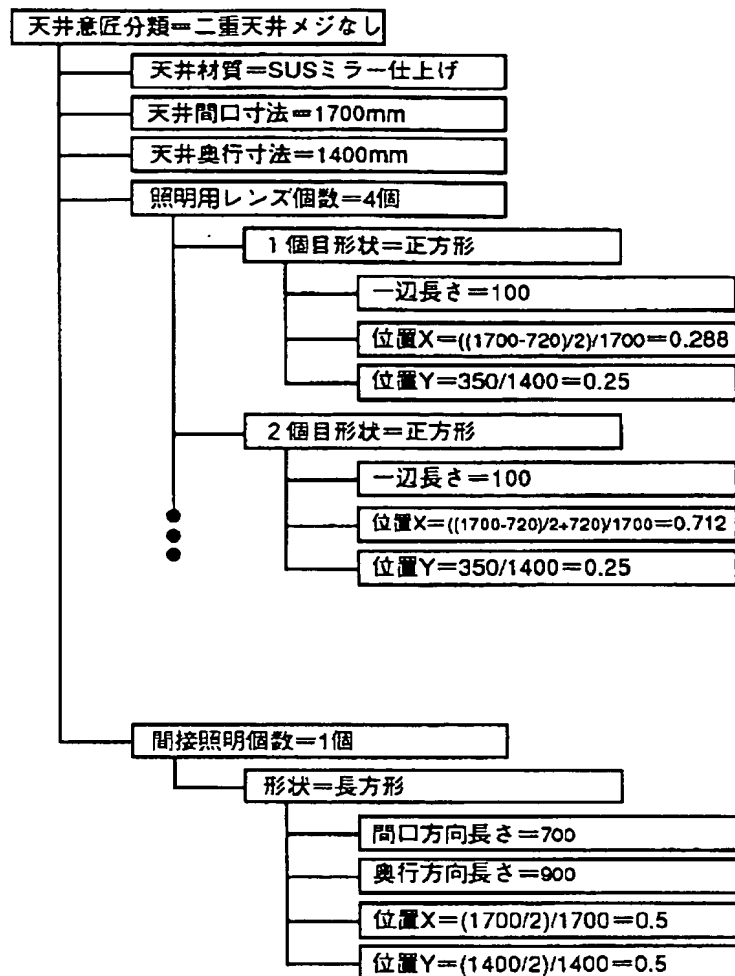 天井意匠分類＝二重天井メジなし
天井材質＝SUSミラー仕上げ
天井間口寸法＝1700mm
天井奥行寸法＝1400mm
照明用レンズ個数＝4個
1個目形状＝正方形
一辺長さ＝100
位置X＝((1700-720)/2)/1700＝0.288
位置Y＝350/1400＝0.25
2個目形状＝正方形
一辺長さ＝100
位置X＝((1700-720)/2+720)/1700＝0.712
位置Y＝350/1400＝0.25
間接照明個数＝1個
形状＝長方形
間口方向長さ＝700
奥行方向長さ＝900
位置X＝(1700/2)/1700＝0.5
位置Y＝(1400/2)/1400＝0.5